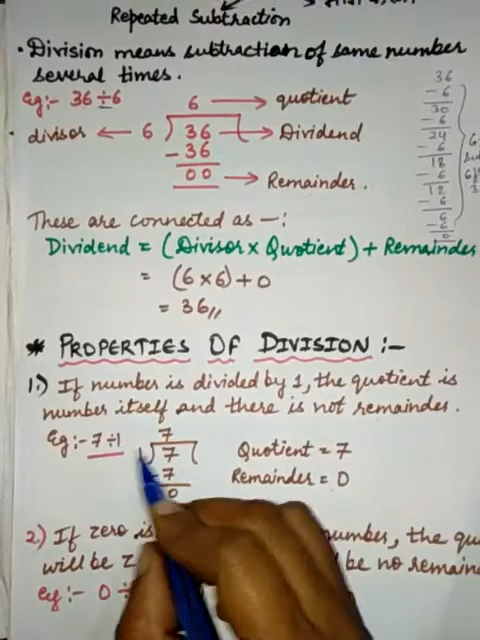 Repeated Subtraction
• Division means subtraction of same number
several times.
Eg:- 36÷6
6 → quotient
divisor ← 6 ) 36 → Dividend
- 36
00 → Remainder.
36
- 6
30
- 6
24
- 6
18
- 6
12
- 6
6
- 6
0
These are connected as —:
Dividend = (Divisor x Quotient) + Remainder
= (6 x 6) + 0
= 36,,
* PROPERTIES OF DIVISION :-
1.) If number is divided by 1, the quotient is
number itself and there is not remainder.
Eg:- 7÷1
7
) 7
- 7
0
Quotient = 7
Remainder = 0
2.) If zero is number, the
will be be no
eg:- 0 ÷